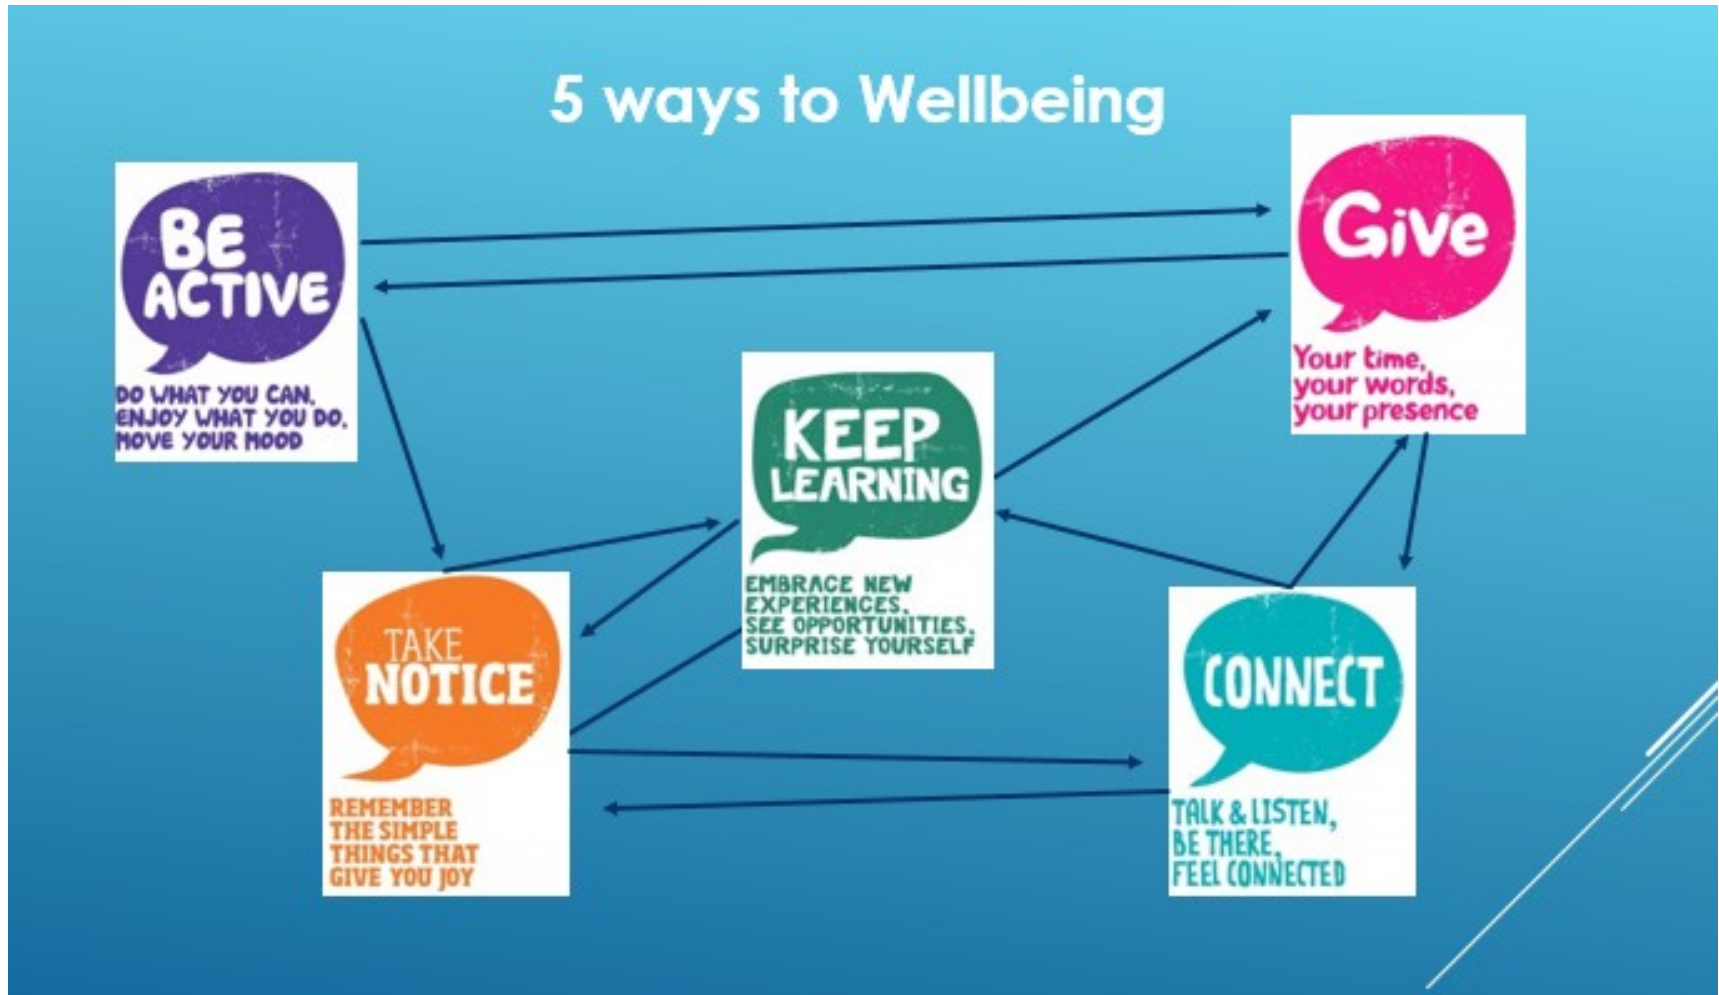 5 ways to Wellbeing
BE
ACTIVE
DO WHAT YOU CAN,
ENJOY WHAT YOU DO,
MOVE YOUR MOOD
Give
Your time,
your words,
your presence
KEEP
LEARNING
EMBRACE NEW
EXPERIENCES,
SEE OPPORTUNITIES,
SURPRISE YOURSELF
TAKE
NOTICE
REMEMBER
THE SIMPLE
THINGS THAT
GIVE YOU JOY
CONNECT
TALK & LISTEN,
BE THERE,
FEEL CONNECTED